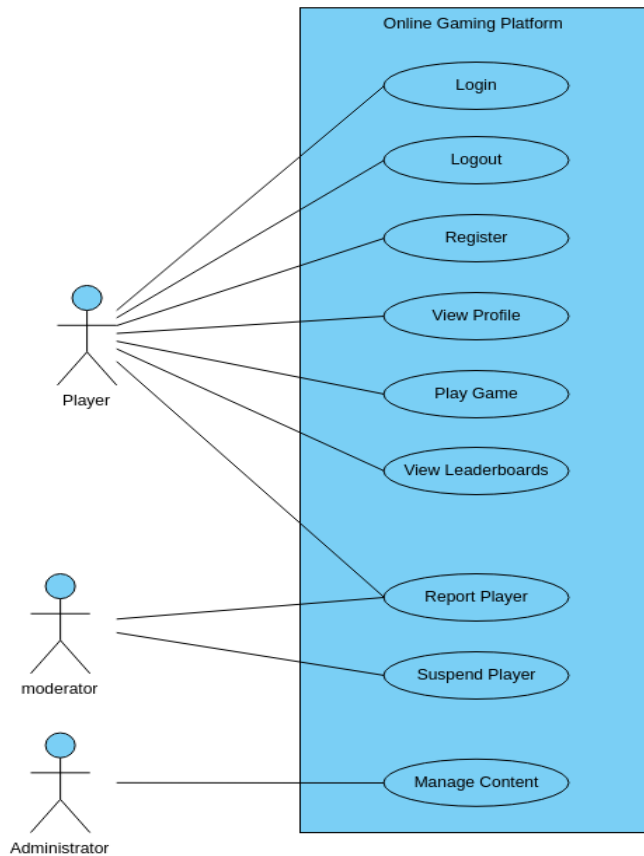 Online Gaming Platform
Login
Logout
Register
View Profile
Play Game
Player
View Leaderboards
Report Player
Suspend Player
moderator
Manage Content
Administrator